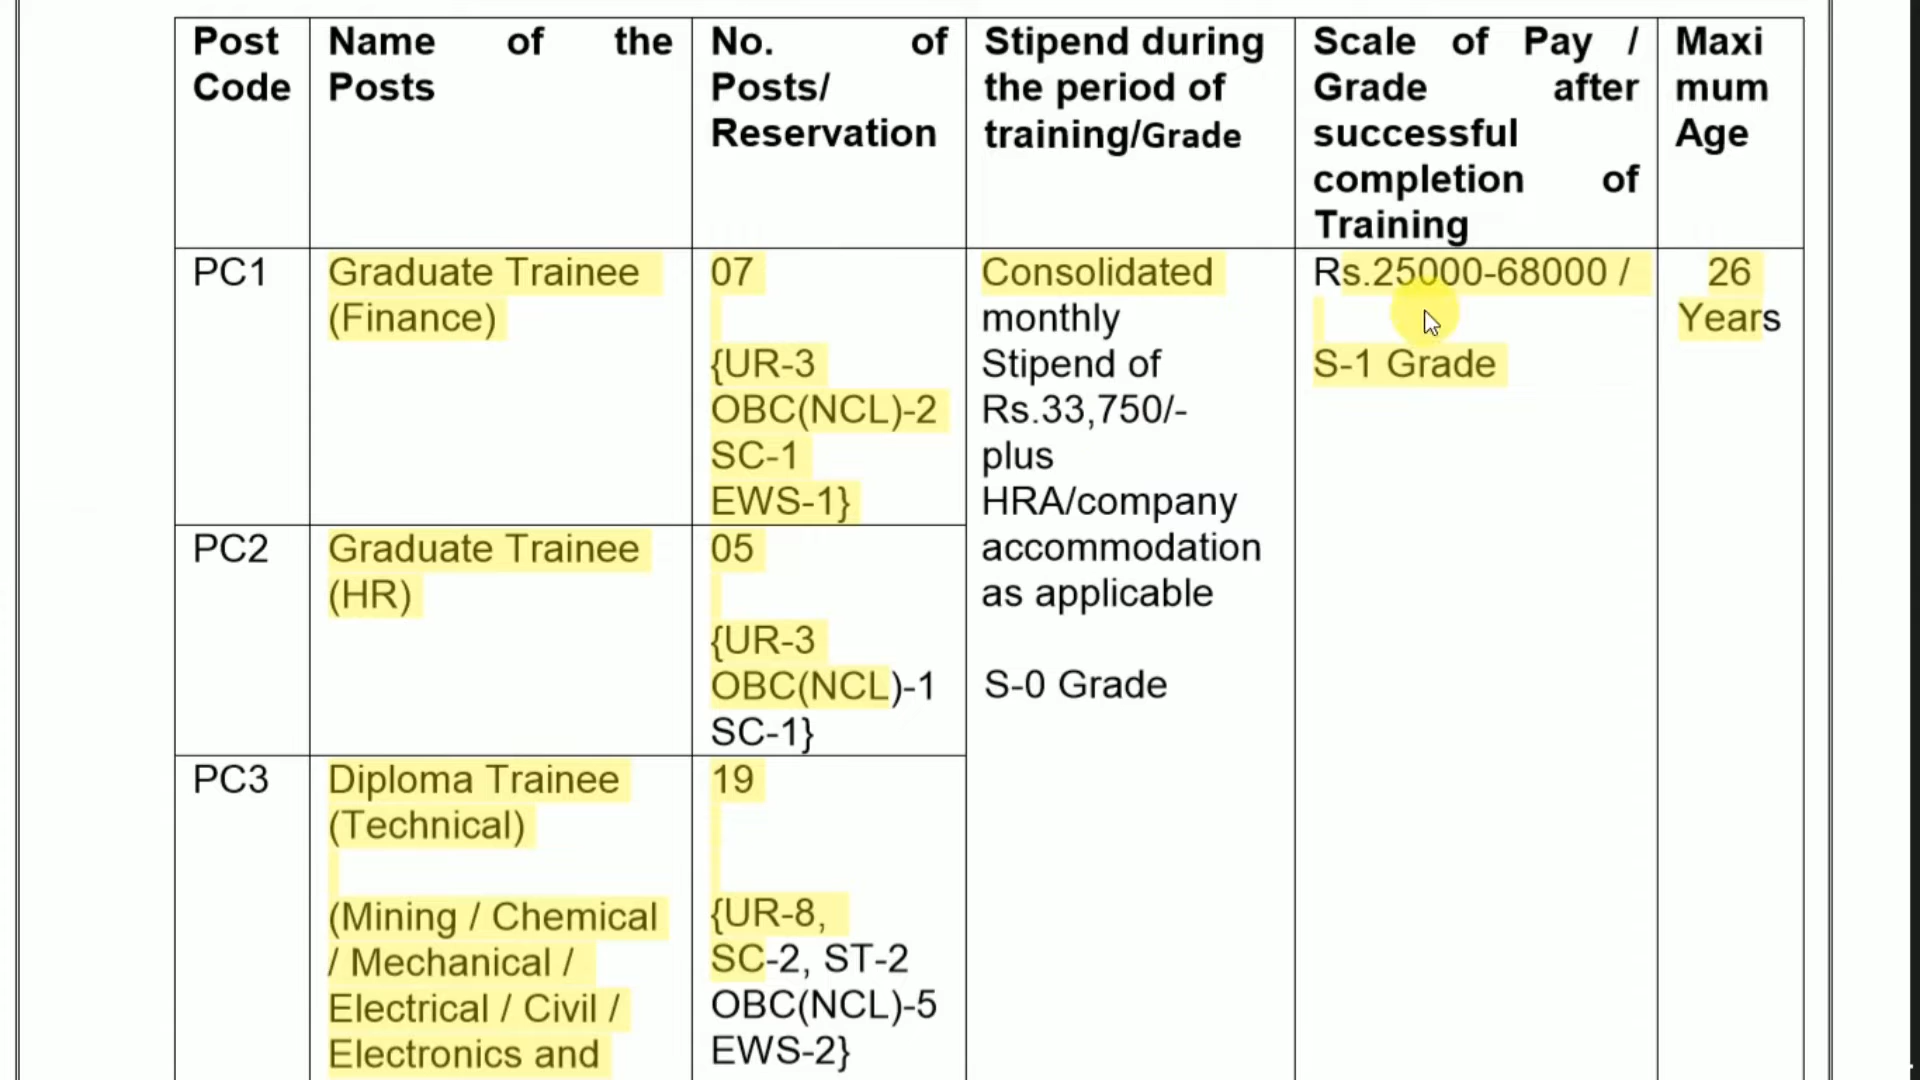 Post Code
Name of the Posts
No. of Posts/ Reservation
Stipend during the period of training/Grade
Scale of Pay / Grade after successful completion of Training
Maxi mum Age
PC1
Graduate Trainee
(Finance)
07
{UR-3
OBC(NCL)-2
SC-1
EWS-1}
Consolidated
monthly
Stipend of
Rs.33,750/-
plus
HRA/company
accommodation
as applicable
S-0 Grade
Rs.25000-68000 /
S-1 Grade
26
Years
PC2
Graduate Trainee
(HR)
05
{UR-3
OBC(NCL)-1
SC-1}
PC3
Diploma Trainee
(Technical)
(Mining / Chemical
/ Mechanical /
Electrical / Civil /
Electronics and
19
{UR-8,
SC-2, ST-2
OBC(NCL)-5
EWS-2}